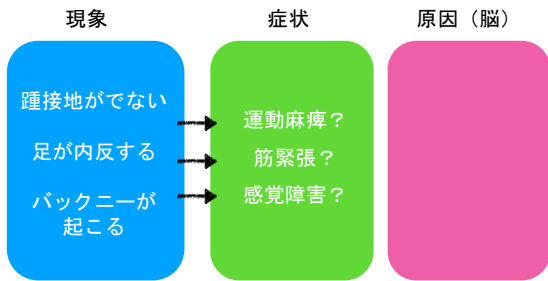 現象
症状
原因（脳）
踵接地がでない
足が内反する
バックニーが
起こる
運動麻痺？
筋緊張？
感覚障害？